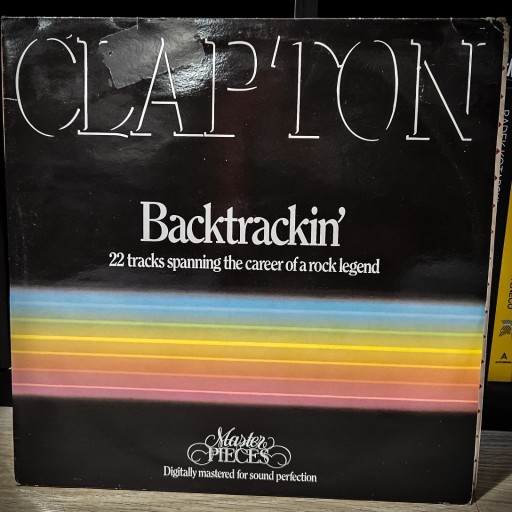 CLAPTON
Backtrackin'
22 tracks spanning the career of a rock legend
Master
PIECES
Digitally mastered for sound perfection